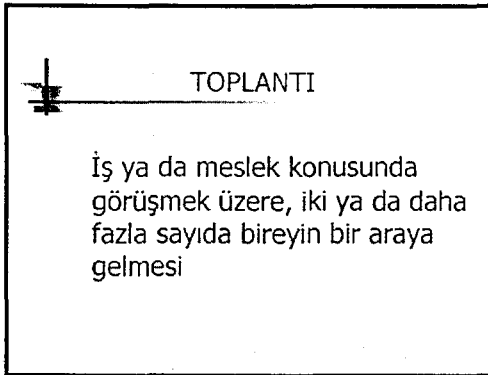 TOPLANTI
İş ya da meslek konusunda
görüşmek üzere, iki ya da daha
fazla sayıda bireyin bir araya
gelmesi